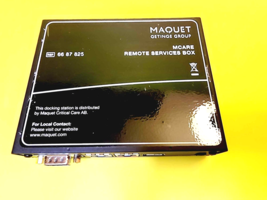 MAQUET
GETINGE GROUP
REF 66 87 825
MCARE
REMOTE SERVICES BOX
This docking station is distributed
by Maquet Critical Care AB.
For Local Contact:
Please visit our website
www.maquet.com